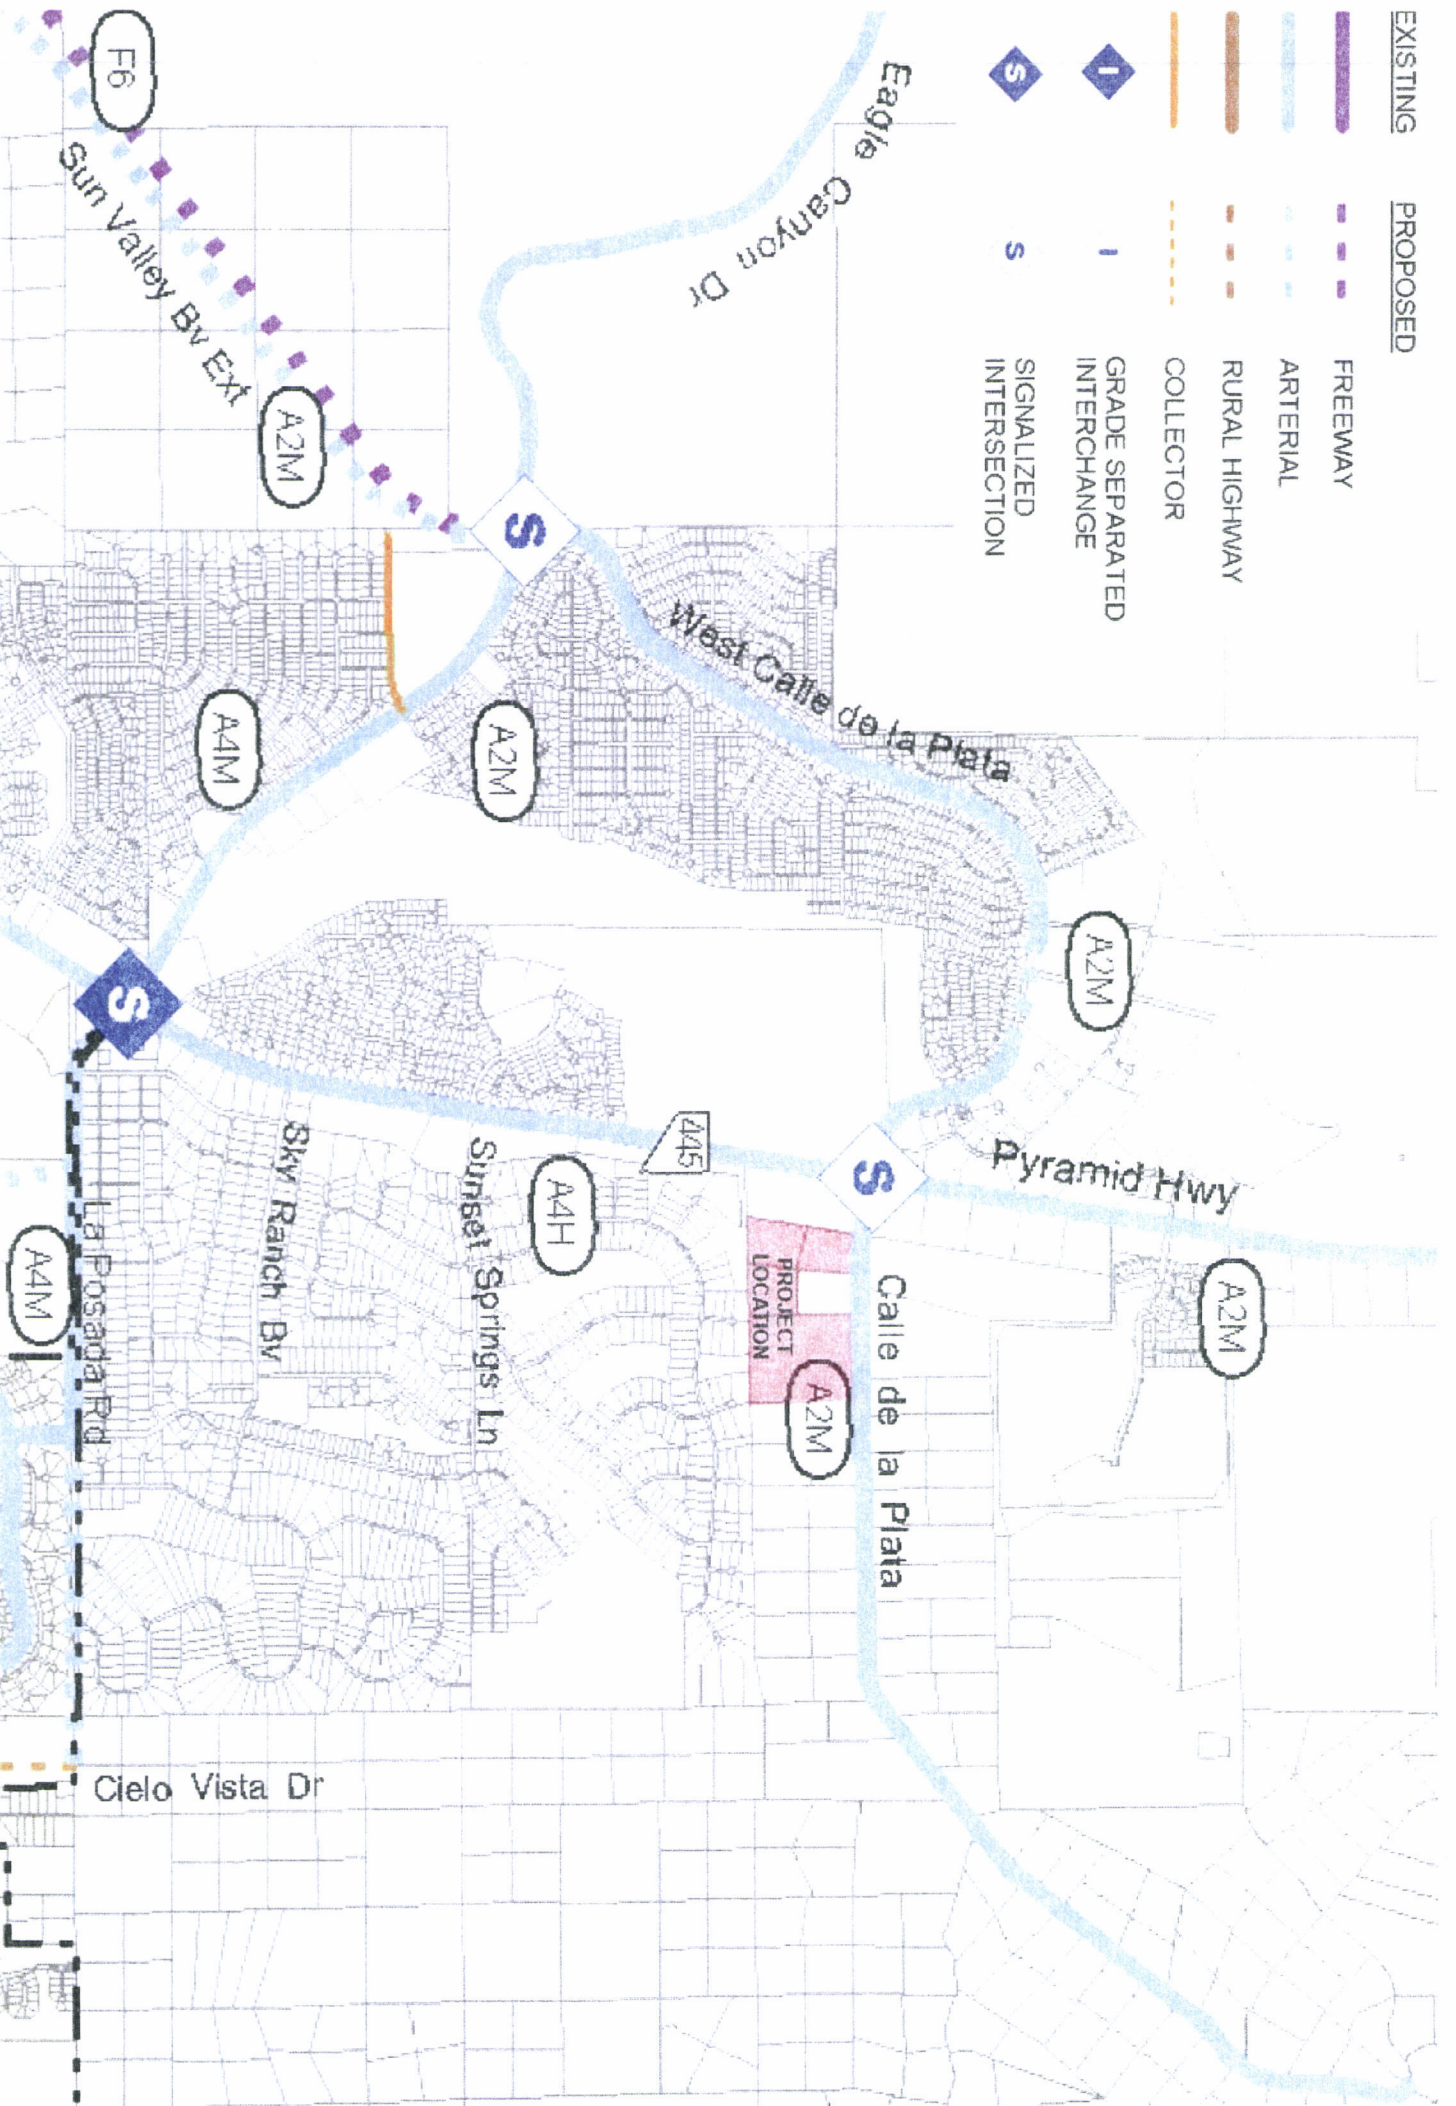 EXISTING
PROPOSED
FREEWAY
ARTERIAL
RURAL HIGHWAY
COLLECTOR
I
I
GRADE SEPARATED
INTERCHANGE
S
S
SIGNALIZED
INTERSECTION
Eagle Canyon Dr
F6
Sun Valley Bv Ext
A2M
S
West Calle de la Plata
A2M
A4M
A2M
S
Pyramid Hwy
S
445
A2M
Calle de la Plata
PROJECT
LOCATION
A2M
A4H
Sunset Springs Ln
Sky Ranch Bv
La Posada Rd
A4M
Cielo Vista Dr